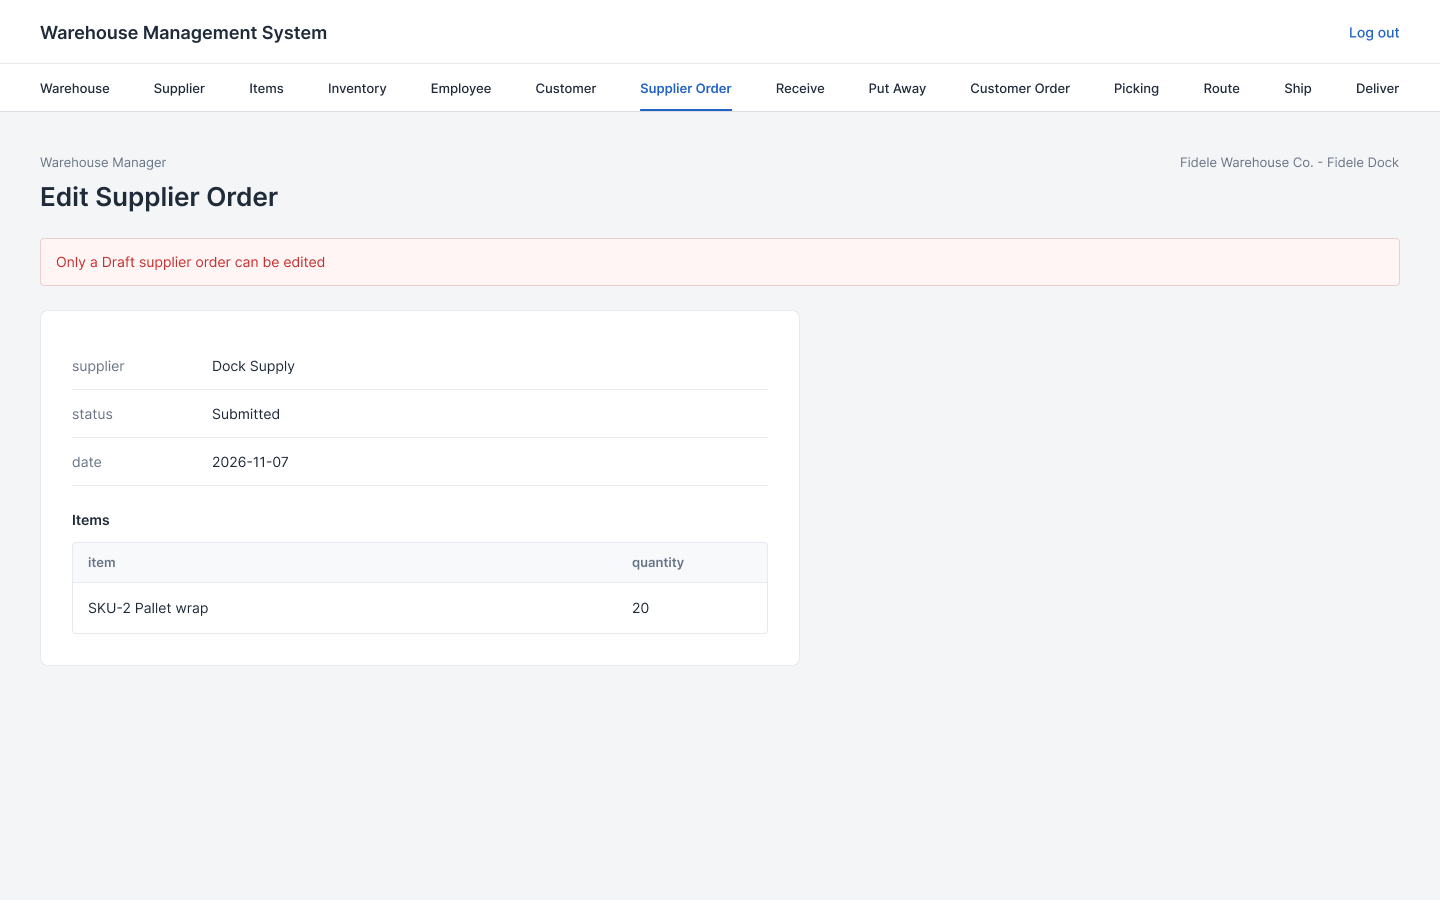 Warehouse Management System
Log out
Warehouse Supplier Items Inventory Employee Customer Supplier Order Receive Put Away Customer Order Picking Route Ship Deliver
Warehouse Manager
Fidele Warehouse Co. - Fidele Dock
Edit Supplier Order
Only a Draft supplier order can be edited
supplier Dock Supply
status Submitted
date 2026-11-07
Items
item quantity
SKU-2 Pallet wrap 20